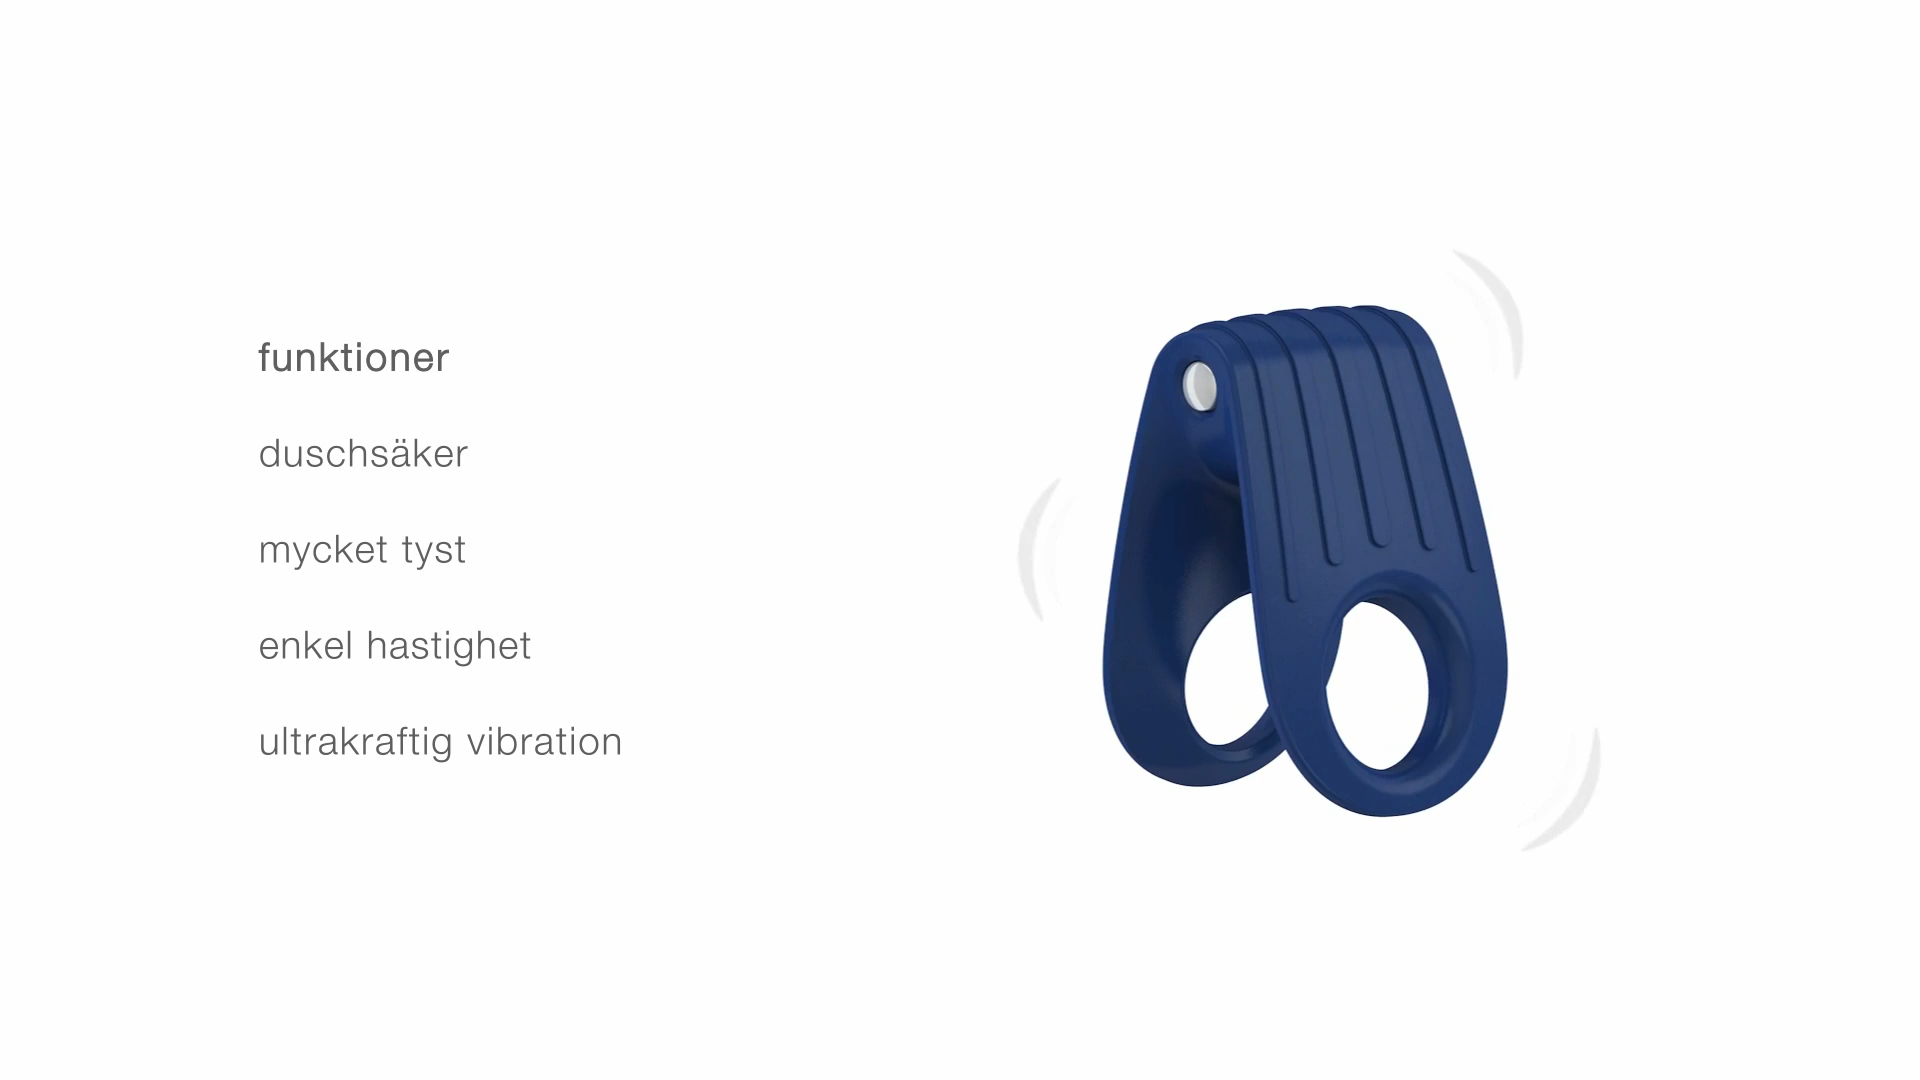 funktioner
duschsäker
mycket tyst
enkel hastighet
ultrakraftig vibration